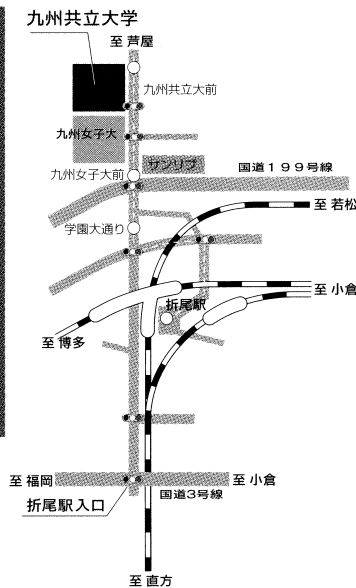 九州共立大学
至 芦屋
九州共立大前
九州女子大
サンリブ
九州女子大前
国道199号線
学園大通り
至 若松
至 小倉
折尾駅
至 博多
至 福岡
至 小倉
国道3号線
折尾駅入口
至 直方